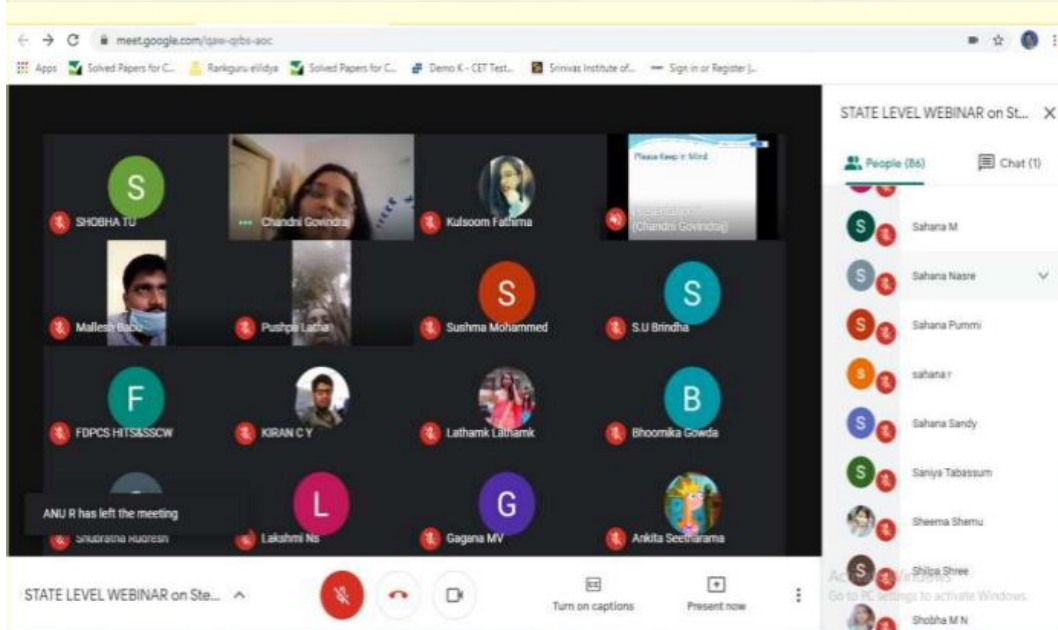 meet.google.com/qaw-qrbs-aoc
Apps Solved Papers for C... Rankguru eVidya Solved Papers for C... Demo K - CET Test... Srinivas Institute of... Sign in or Register |...
STATE LEVEL WEBINAR on St... X
People (86) Chat (1)
S
SHOBHA TU
Chandni Govindraj
Kulsoom Fathima
Please Keep in Mind
(Chandni Govindraj)
Mallesh Babu
Pushpa Latha
S
Sushma Mohammed
S
S.U Brindha
F
FDPCS HITS&SSCW
KIRAN C Y
Lathamk Lathamk
B
Bhoomika Gowda
ANU R has left the meeting
Shubratha Rudresh
L
Lakshmi Ns
G
Gagana MV
Ankita Seetharama
S Sahana M
S Sahana Nasre
S Sahana Pummi
S sahana r
S Sahana Sandy
S Saniya Tabassum
Sheema Shemu
S Shilpa Shree
Shobha M N
Activate Windows
Go to PC settings to activate Windows.
STATE LEVEL WEBINAR on Ste...
Turn on captions
Present now